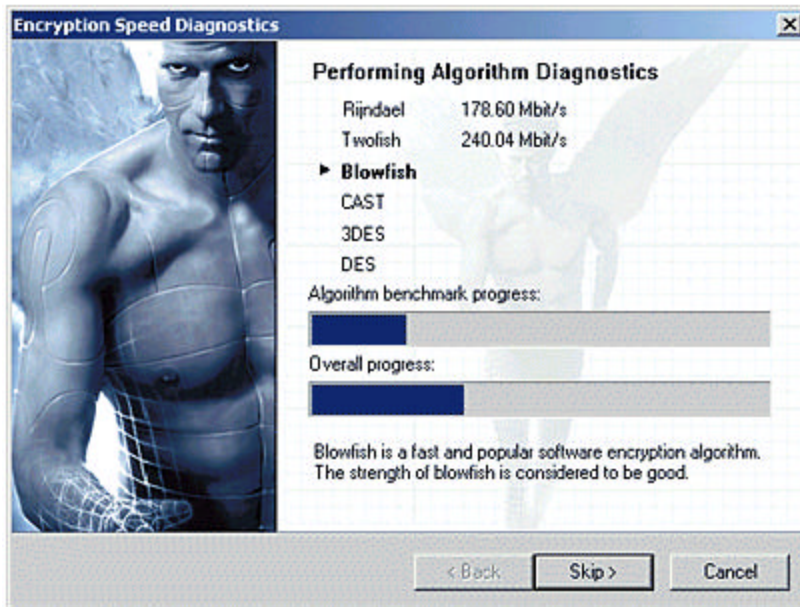 Encryption Speed Diagnostics
Performing Algorithm Diagnostics
Rijndael 178.60 Mbit/s
Twofish 240.04 Mbit/s
Blowfish
CAST
3DES
DES
Algorithm benchmark progress:
Overall progress:
Blowfish is a fast and popular software encryption algorithm.
The strength of blowfish is considered to be good.
< Back Skip > Cancel